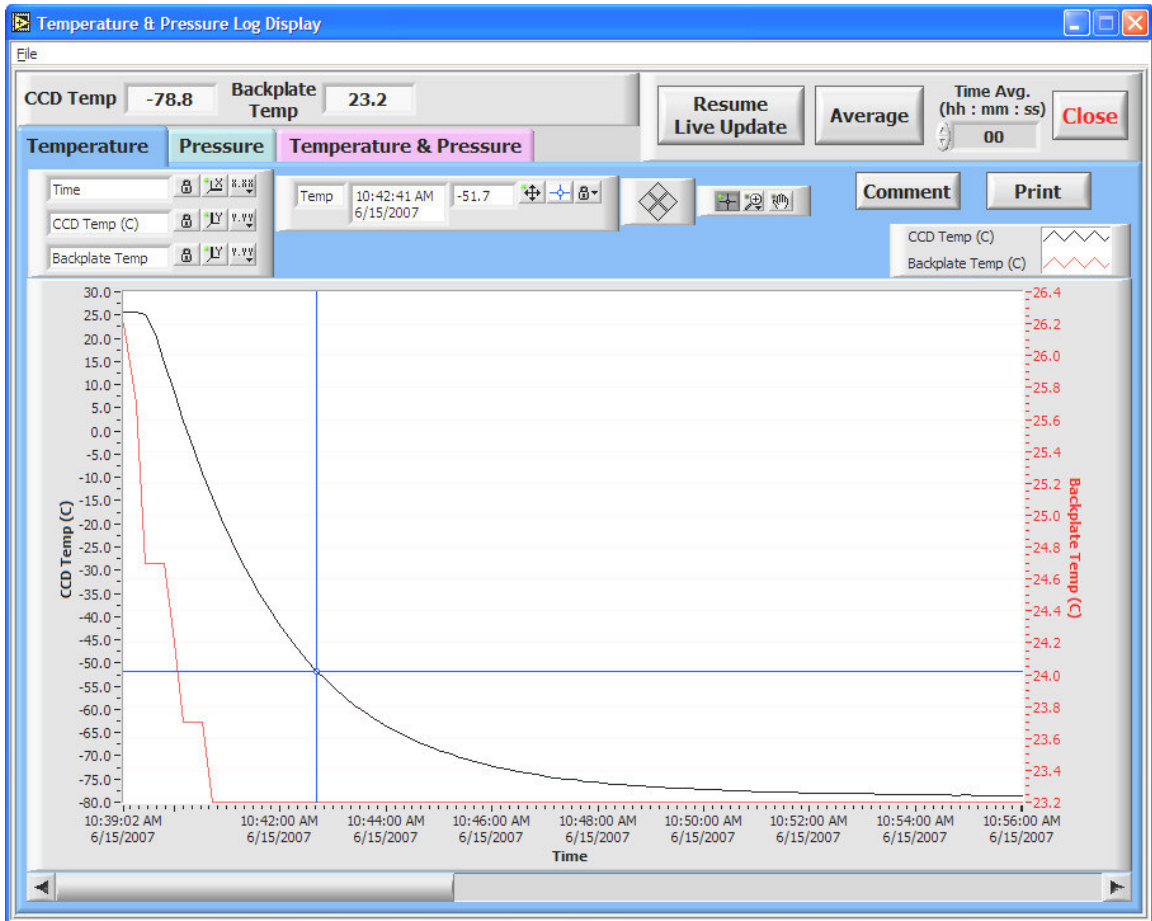 Temperature & Pressure Log Display
File
CCD Temp -78.8 Backplate Temp 23.2
Resume Live Update
Average
Time Avg.
(hh : mm : ss)
00
Close
Temperature Pressure Temperature & Pressure
Time
CCD Temp (C)
Backplate Temp
Temp 10:42:41 AM 6/15/2007 -51.7
Comment Print
CCD Temp (C)
Backplate Temp (C)
30.0
25.0
20.0
15.0
10.0
5.0
0.0
-5.0
-10.0
-15.0
-20.0
-25.0
-30.0
-35.0
-40.0
-45.0
-50.0
-55.0
-60.0
-65.0
-70.0
-75.0
-80.0
CCD Temp (C)
26.4
26.2
26.0
25.8
25.6
25.4
25.2
25.0
24.8
24.6
24.4
24.2
24.0
23.8
23.6
23.4
23.2
Backplate Temp (C)
10:39:02 AM 10:42:00 AM 10:44:00 AM 10:46:00 AM 10:48:00 AM 10:50:00 AM 10:52:00 AM 10:54:00 AM 10:56:00 AM
6/15/2007 6/15/2007 6/15/2007 6/15/2007 6/15/2007 6/15/2007 6/15/2007 6/15/2007 6/15/2007
Time